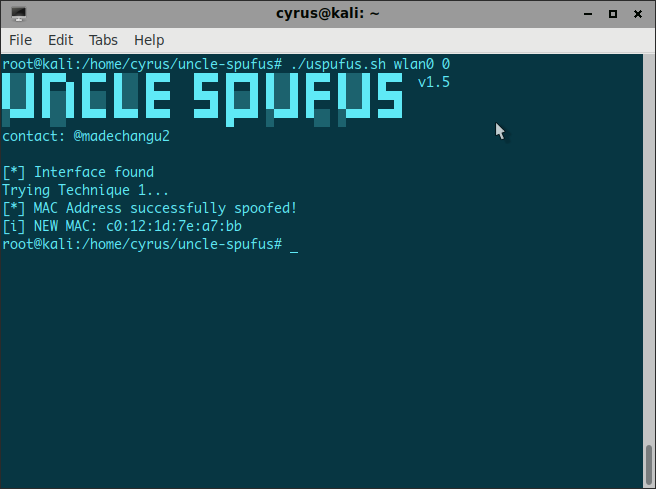 cyrus@kali: ~
File Edit Tabs Help
root@kali:/home/cyrus/uncle-spufus# ./uspufus.sh wlan0 0
UNCLE SPUFUS v1.5
contact: @madechangu2
[*] Interface found
Trying Technique 1...
[*] MAC Address successfully spoofed!
[i] NEW MAC: c0:12:1d:7e:a7:bb
root@kali:/home/cyrus/uncle-spufus# _